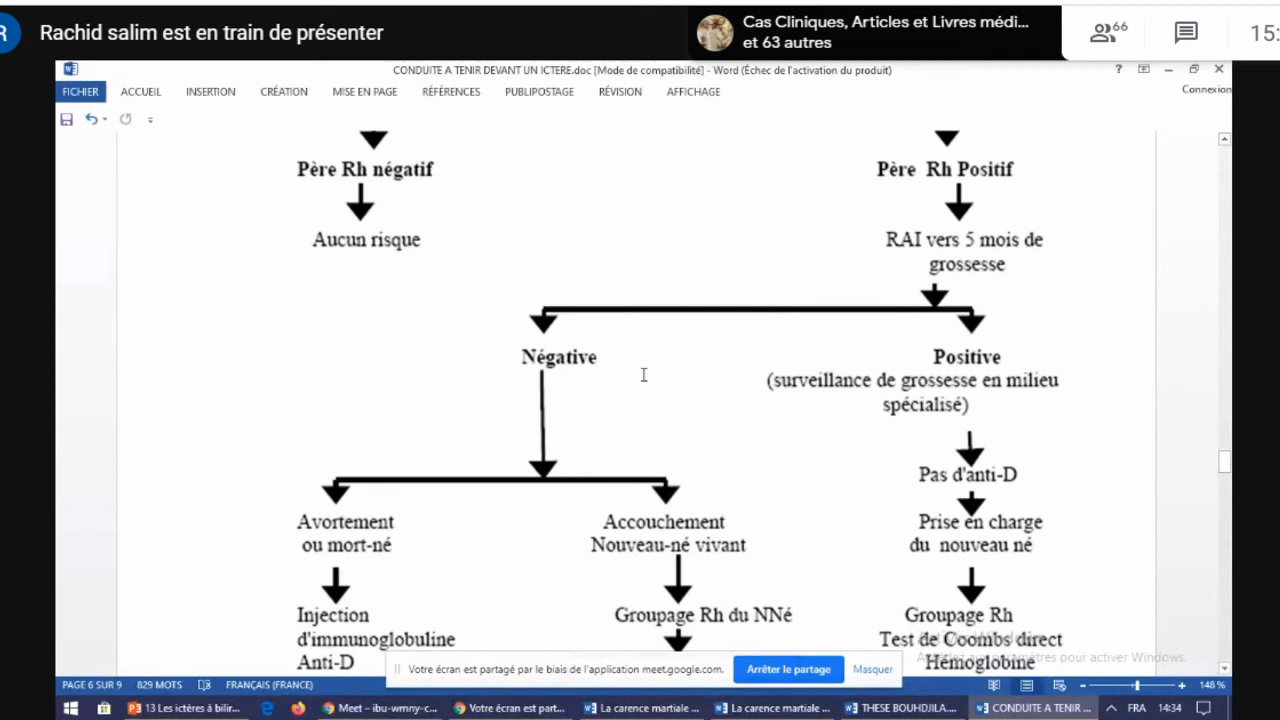 R
Rachid salim est en train de présenter
Cas Cliniques, Articles et Livres médi...
et 63 autres
66
15:
CONDUITE A TENIR DEVANT UN ICTERE.doc [Mode de compatibilité] - Word (Échec de l'activation du produit)
?
FICHIER ACCUEIL INSERTION CRÉATION MISE EN PAGE RÉFÉRENCES PUBLIPOSTAGE RÉVISION AFFICHAGE
Connexion
Père Rh négatif
Père Rh Positif
Aucun risque
RAI vers 5 mois de
grossesse
Négative
Positive
(surveillance de grossesse en milieu
spécialisé)
Pas d'anti-D
Avortement
ou mort-né
Accouchement
Nouveau-né vivant
Prise en charge
du nouveau né
Injection
d'immunoglobuline
Anti-D
Groupage Rh du NNé
Groupage Rh
Test de Coombs direct
Hémoglobine
paramètres pour activer Windows.
Votre écran est partagé par le biais de l'application meet.google.com.
Arrêter le partage
Masquer
PAGE 6 SUR 9 829 MOTS FRANÇAIS (FRANCE)
148 %
13 Les ictères à bilir...
Meet – ibu-wmny-c...
Votre écran est part...
La carence martiale ...
La carence martiale ...
THESE BOUHDJILA...
CONDUITE A TENIR ...
FRA
14:34